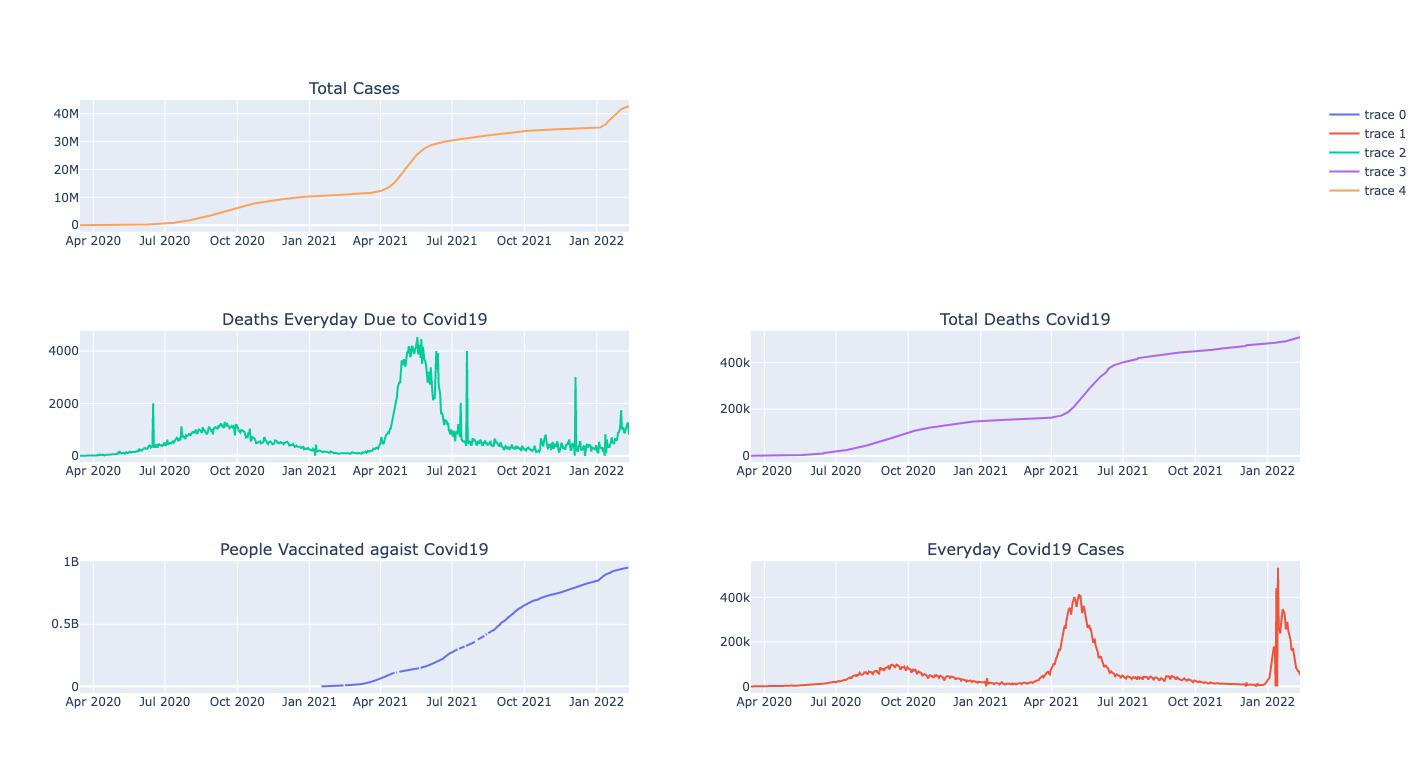 Total Cases
40M
30M
20M
10M
0
Apr 2020 Jul 2020 Oct 2020 Jan 2021 Apr 2021 Jul 2021 Oct 2021 Jan 2022
trace 0
trace 1
trace 2
trace 3
trace 4
Deaths Everyday Due to Covid19
4000
2000
0
Apr 2020 Jul 2020 Oct 2020 Jan 2021 Apr 2021 Jul 2021 Oct 2021 Jan 2022
Total Deaths Covid19
400k
200k
0
Apr 2020 Jul 2020 Oct 2020 Jan 2021 Apr 2021 Jul 2021 Oct 2021 Jan 2022
People Vaccinated agaist Covid19
1B
0.5B
0
Apr 2020 Jul 2020 Oct 2020 Jan 2021 Apr 2021 Jul 2021 Oct 2021 Jan 2022
Everyday Covid19 Cases
400k
200k
0
Apr 2020 Jul 2020 Oct 2020 Jan 2021 Apr 2021 Jul 2021 Oct 2021 Jan 2022